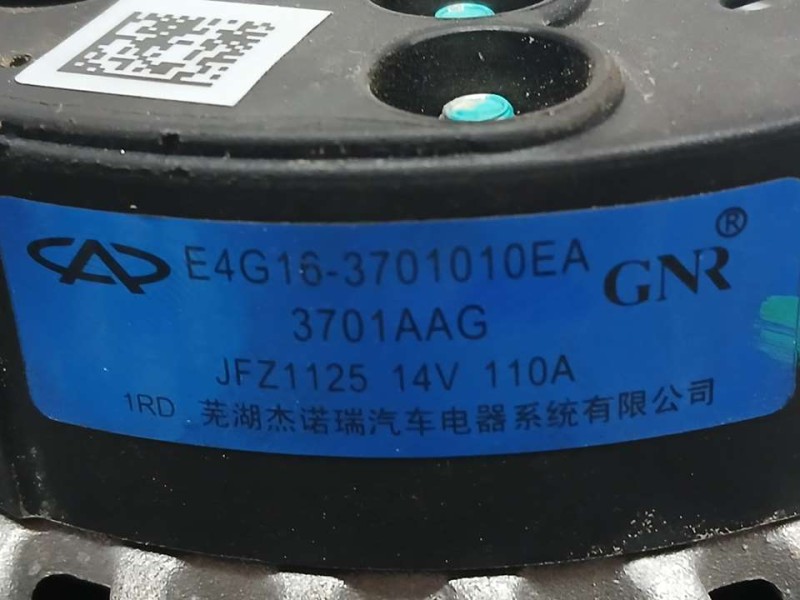 E4G16-3701010EA GNR®
3701AAG
JFZ1125 14V 110A
1RD 芜湖杰诺瑞汽车电器系统有限公司